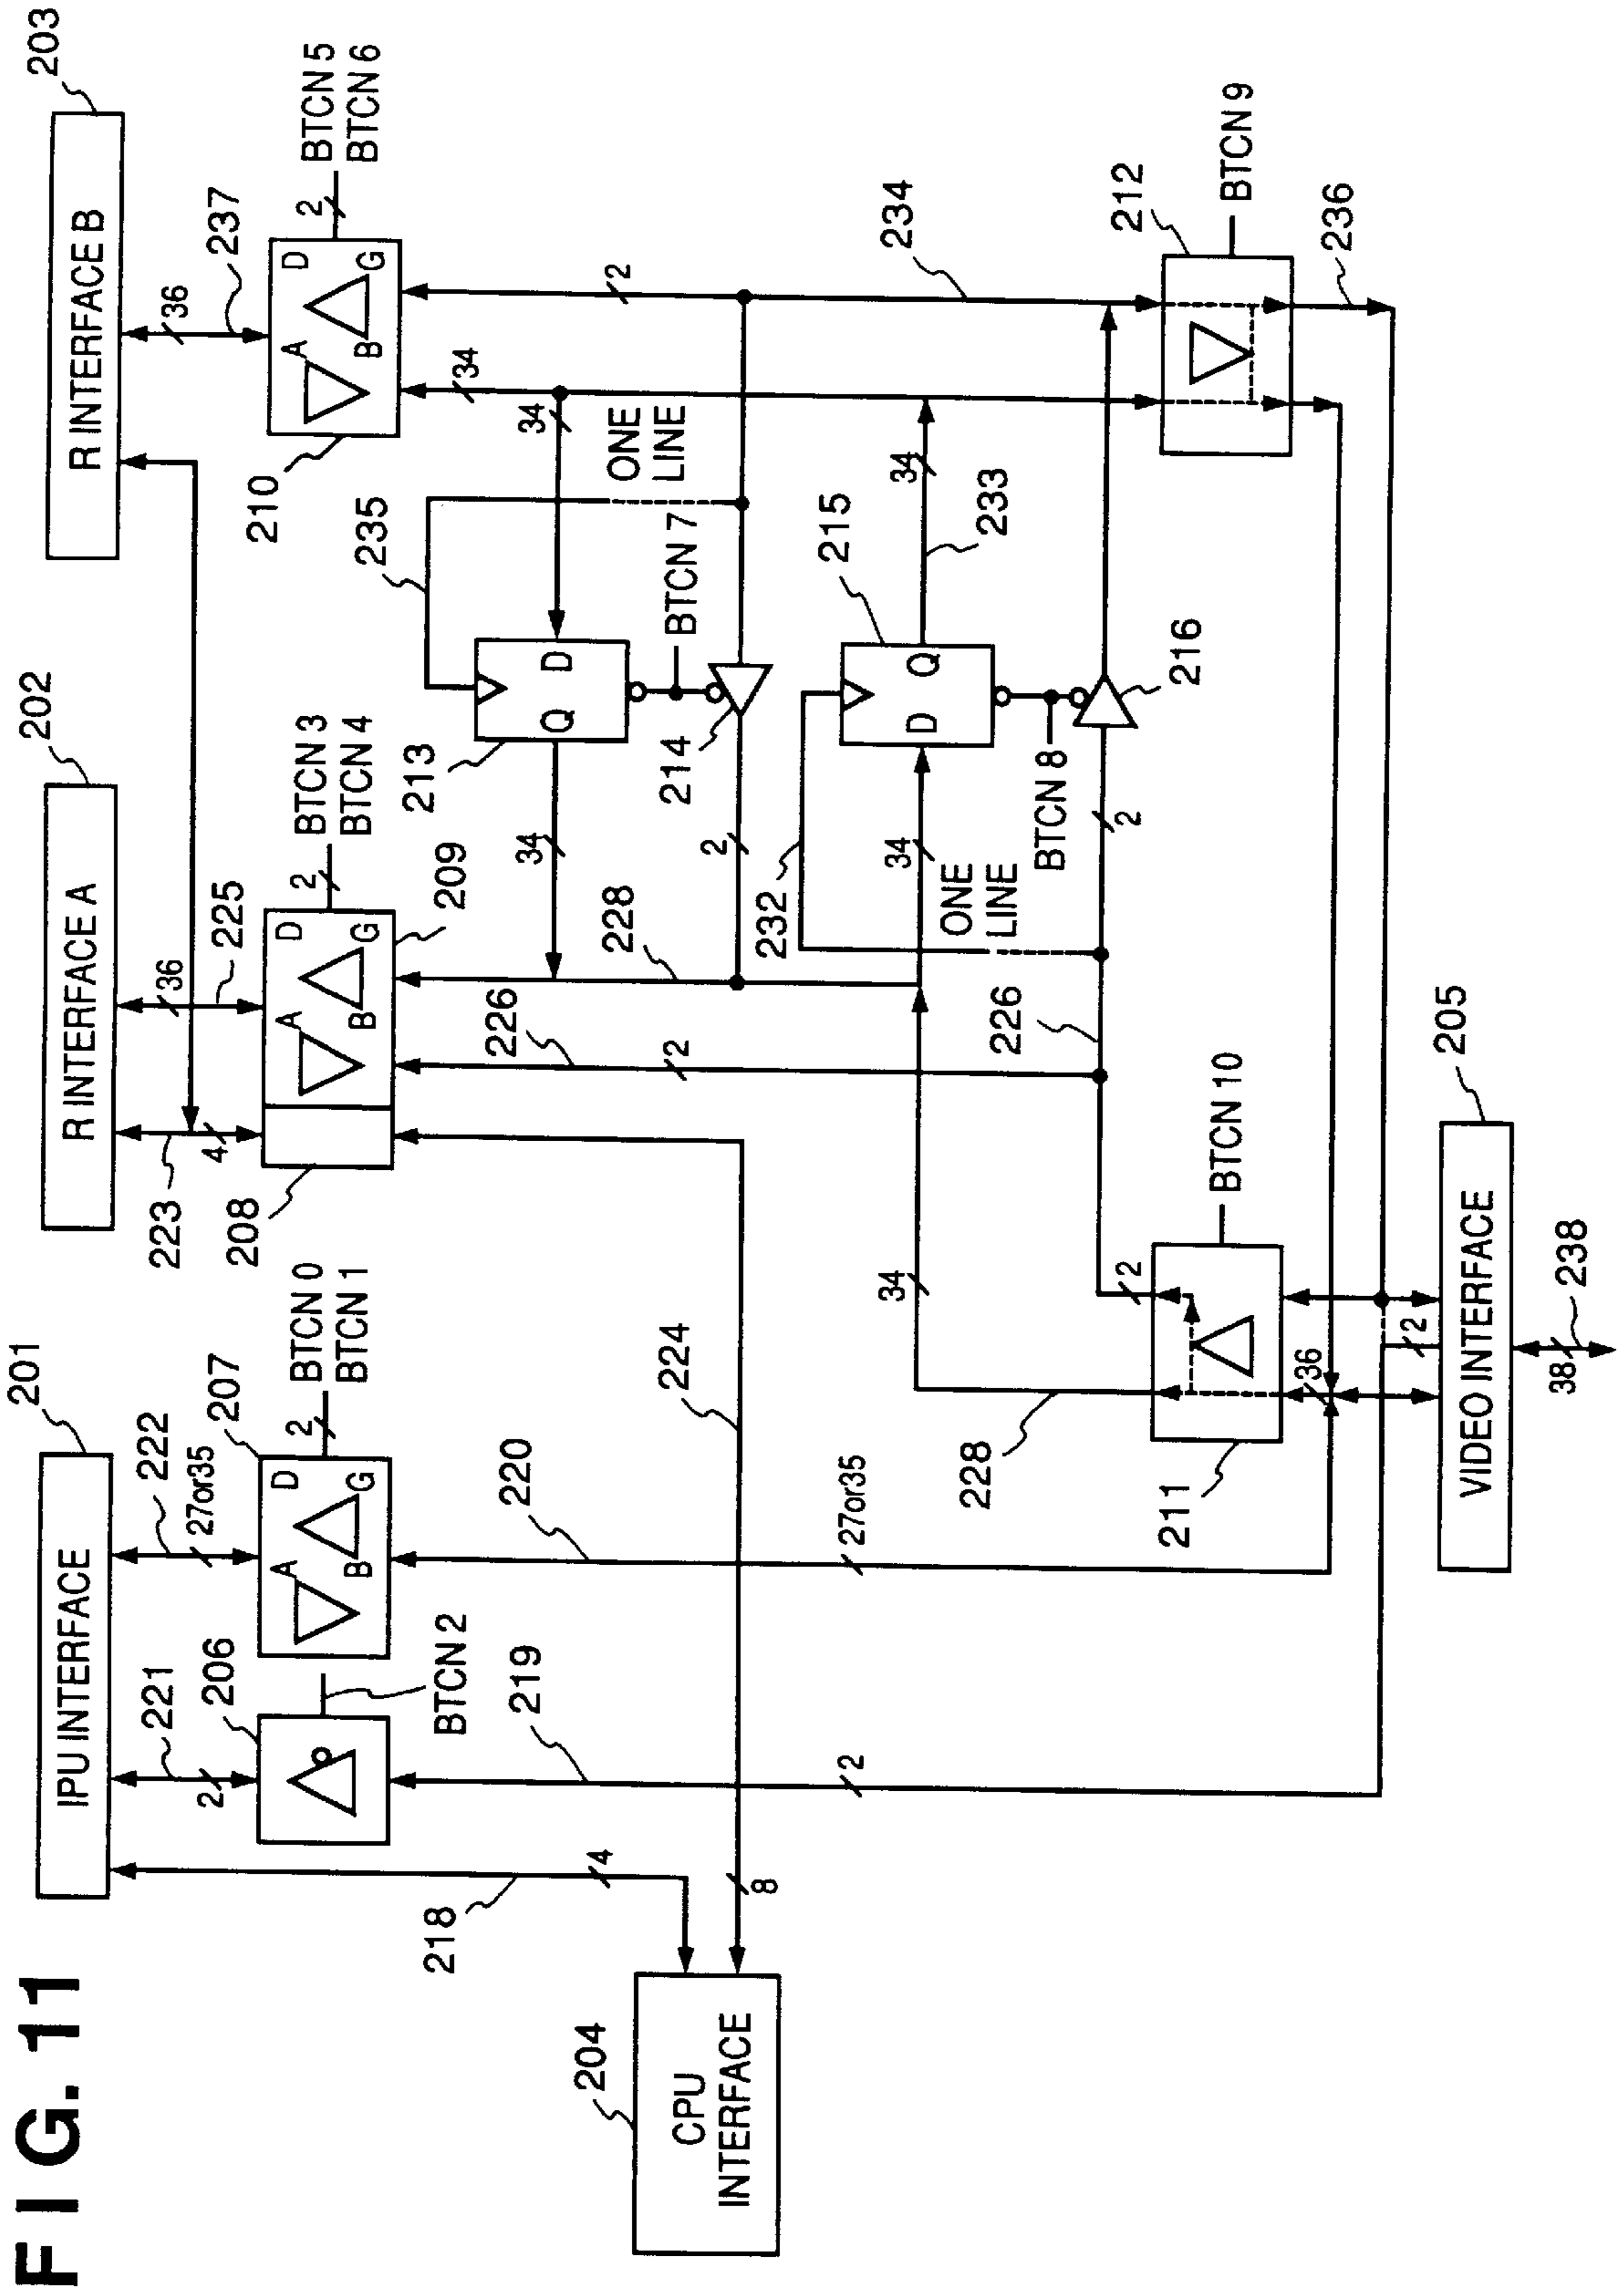 FIG. 11
201
IPU INTERFACE
202
R INTERFACE A
203
R INTERFACE B
218
4
221
2
206
BTCN 2
222
27or35
207
A
D
B
G
2
BTCN 0
BTCN 1
223
4
208
36
225
A
D
B
G
209
2
BTCN 3
BTCN 4
36
237
A
D
B
G
210
2
BTCN 5
BTCN 6
204
CPU
INTERFACE
8
224
219
2
220
27or35
226
2
228
34
213
Q
D
235
34
ONE
LINE
BTCN 7
214
2
34
2
234
34
228
34
232
ONE
LINE
D
Q
215
34
233
BTCN 8
216
2
226
2
BTCN 10
211
36
212
BTCN 9
236
2
205
VIDEO INTERFACE
38
238